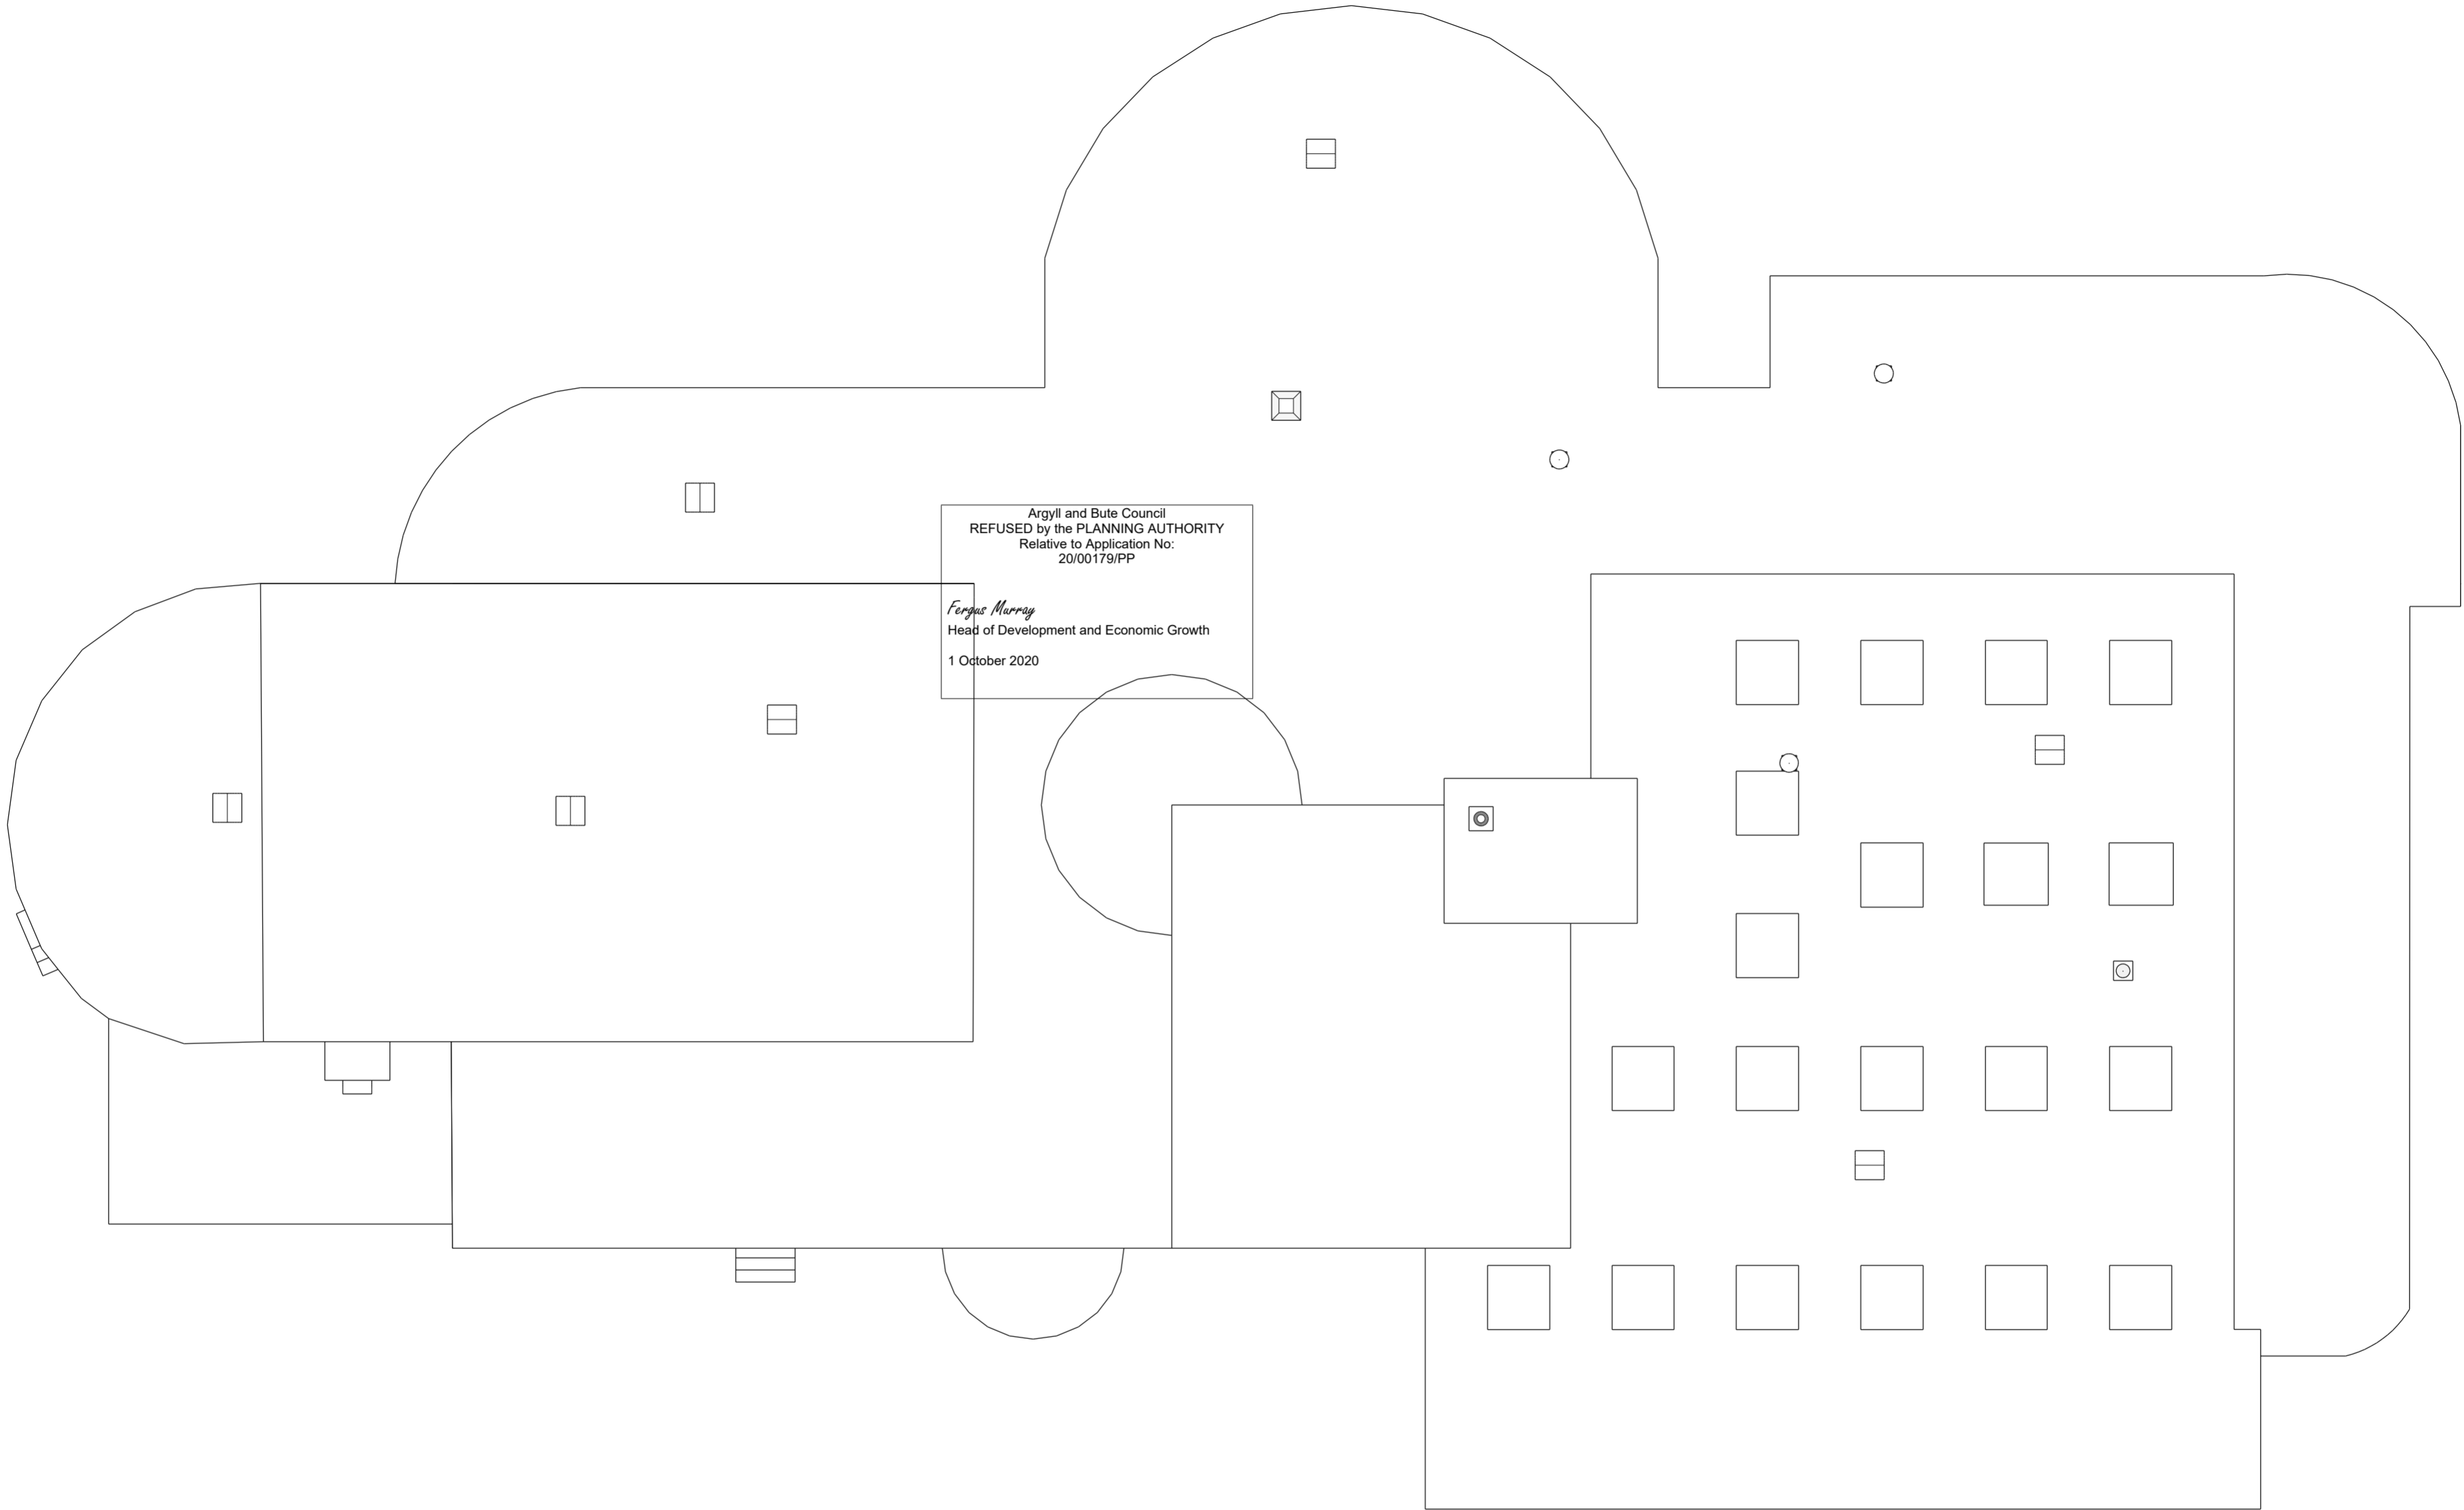 Argyll and Bute Council
REFUSED by the PLANNING AUTHORITY
Relative to Application No:
20/00179/PP
Fergus Murray
Head of Development and Economic Growth
1 October 2020